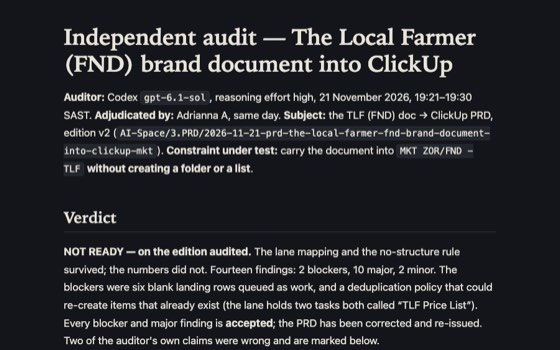 Independent audit — The Local Farmer
(FND) brand document into ClickUp
Auditor: Codex gpt-6.1-sol , reasoning effort high, 21 November 2026, 19:21–19:30
SAST. Adjudicated by: Adrianna A, same day. Subject: the TLF (FND) doc → ClickUp PRD,
edition v2 ( AI-Space/3.PRD/2026-11-21-prd-the-local-farmer-fnd-brand-document-
into-clickup-mkt ). Constraint under test: carry the document into MKT ZOR/FND -
TLF without creating a folder or a list.
Verdict
NOT READY — on the edition audited. The lane mapping and the no-structure rule
survived; the numbers did not. Fourteen findings: 2 blockers, 10 major, 2 minor. The
blockers were six blank landing rows queued as work, and a deduplication policy that could
re-create items that already exist (the lane holds two tasks both called “TLF Price List”).
Every blocker and major finding is accepted; the PRD has been corrected and re-issued.
Two of the auditor's own claims were wrong and are marked below.